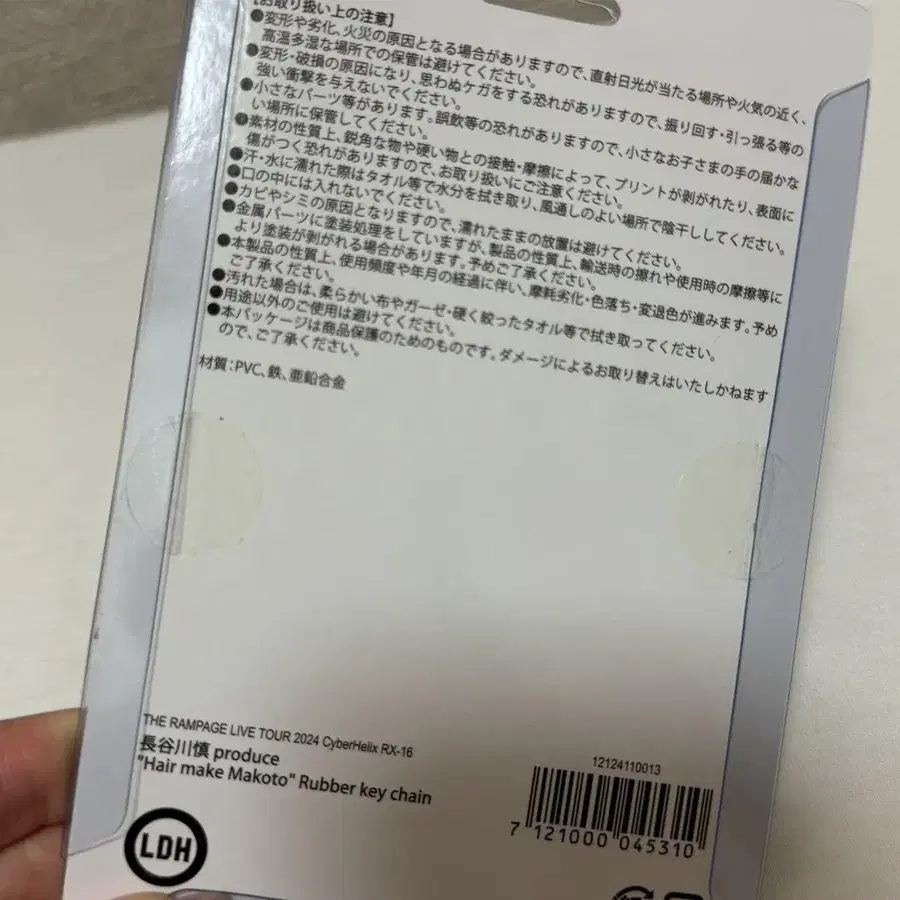 【お取り扱い上の注意】
●変形や劣化、火災の原因となる場合がありますので、直射日光が当たる場所や火気の近く、
高温多湿な場所での保管は避けてください。
●変形・破損の原因になり、思わぬケガをする恐れがありますので、振り回す・引っ張る等の
強い衝撃を与えないでください。
●小さなパーツ等があります。誤飲等の恐れがありますので、小さなお子さまの手の届かな
い場所に保管してください。
●素材の性質上、鋭角な物や硬い物との接触・摩擦によって、プリントが剥がれたり、表面に
傷がつく恐れがありますので、お取り扱いにご注意ください。
●汗・水に濡れた際はタオル等で水分を拭き取り、風通しのよい場所で陰干ししてください。
●口の中には入れないでください。
●カビやシミの原因となりますので、濡れたままの放置は避けてください。
●金属パーツに塗装処理をしていますが、製品の性質上、輸送時の擦れや使用時の摩擦等に
より塗装が剥がれる場合があります。予めご了承ください。
●本製品の性質上、使用頻度や年月の経過に伴い、摩耗劣化・色落ち・変退色が進みます。予め
ご了承ください。
●汚れた場合は、柔らかい布やガーゼ・硬く絞ったタオル等で拭き取ってください。
●用途以外のご使用は避けてください。
●本パッケージは商品保護のためのものです。ダメージによるお取り替えはいたしかねます
ので、ご了承ください。
材質:PVC、鉄、亜鉛合金
THE RAMPAGE LIVE TOUR 2024 CyberHelix RX-16
長谷川慎 produce
"Hair make Makoto" Rubber key chain
LDH
12124110013
7 121000 045310